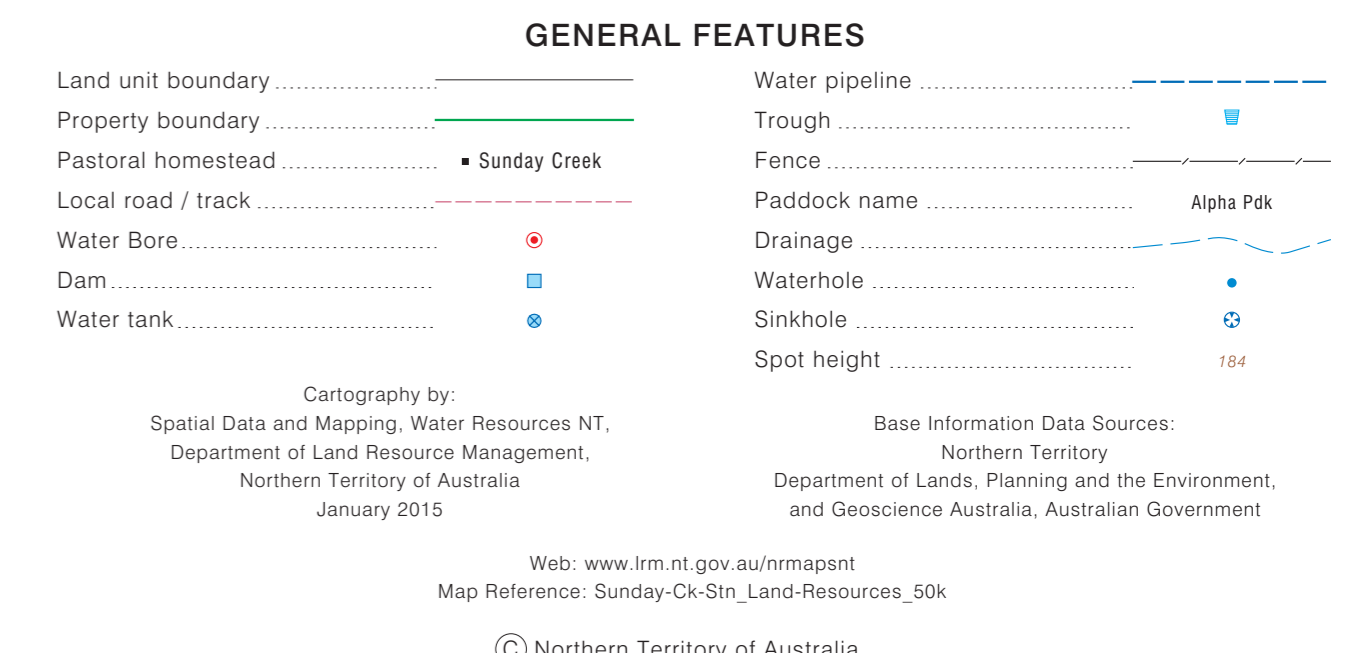 GENERAL FEATURES
Land unit boundary
Property boundary
Pastoral homestead Sunday Creek
Local road / track
Water Bore
Dam
Water tank
Water pipeline
Trough
Fence
Paddock name Alpha Pdk
Drainage
Waterhole
Sinkhole
Spot height 184
Cartography by:
Spatial Data and Mapping, Water Resources NT,
Department of Land Resource Management,
Northern Territory of Australia
January 2015
Base Information Data Sources:
Northern Territory
Department of Lands, Planning and the Environment,
and Geoscience Australia, Australian Government
Web: www.lrm.nt.gov.au/nrmapsnt
Map Reference: Sunday-Ck-Stn_Land-Resources_50k
Ⓒ Northern Territory of Australia